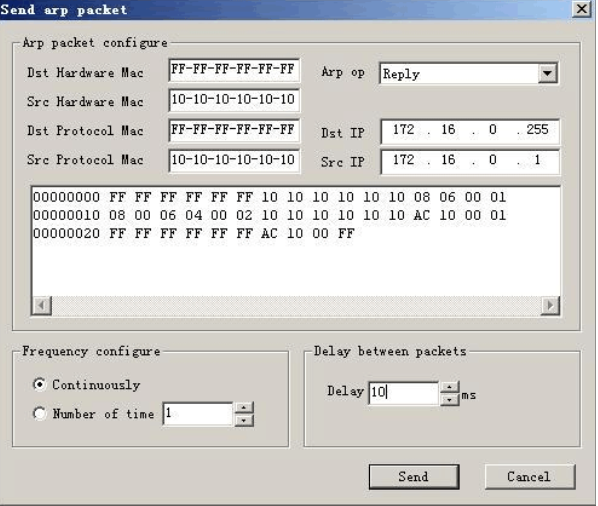 Send arp packet
Arp packet configure
Dst Hardware Mac FF-FF-FF-FF-FF-FF Arp op Reply
Src Hardware Mac 10-10-10-10-10-10
Dst Protocol Mac FF-FF-FF-FF-FF-FF Dst IP 172 . 16 . 0 . 255
Src Protocol Mac 10-10-10-10-10-10 Src IP 172 . 16 . 0 . 1
00000000 FF FF FF FF FF FF 10 10 10 10 10 10 08 06 00 01
00000010 08 00 06 04 00 02 10 10 10 10 10 10 AC 10 00 01
00000020 FF FF FF FF FF FF AC 10 00 FF
Frequency configure
Continuously
Number of time 1
Delay between packets
Delay 10 ms
Send Cancel